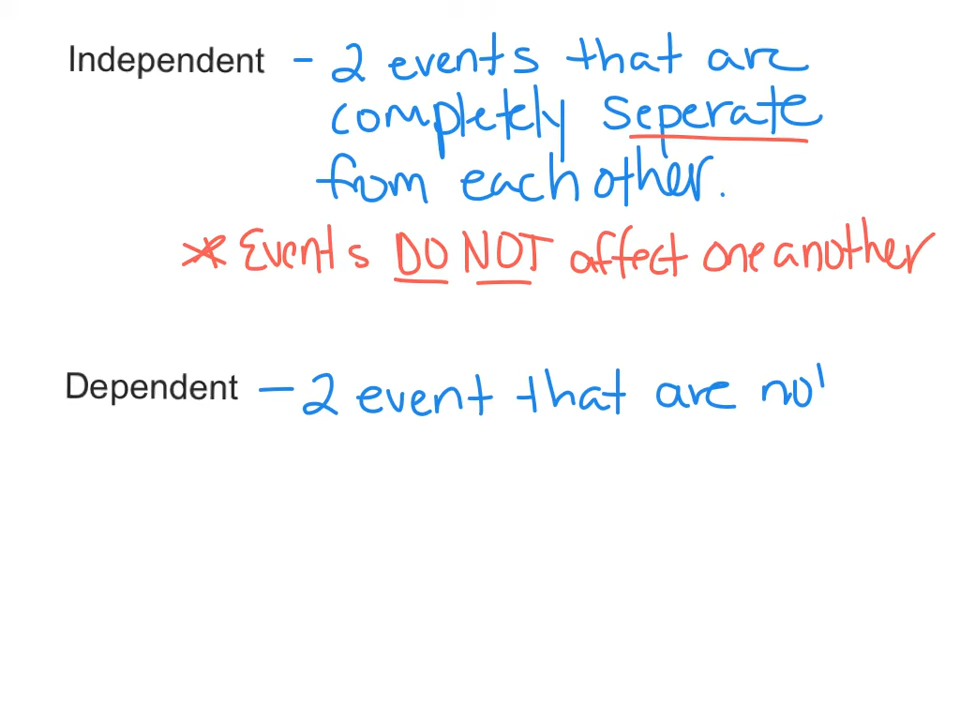 Independent - 2 events that are
completely seperate
from each other.
* Events DO NOT affect one another
Dependent - 2 event that are no